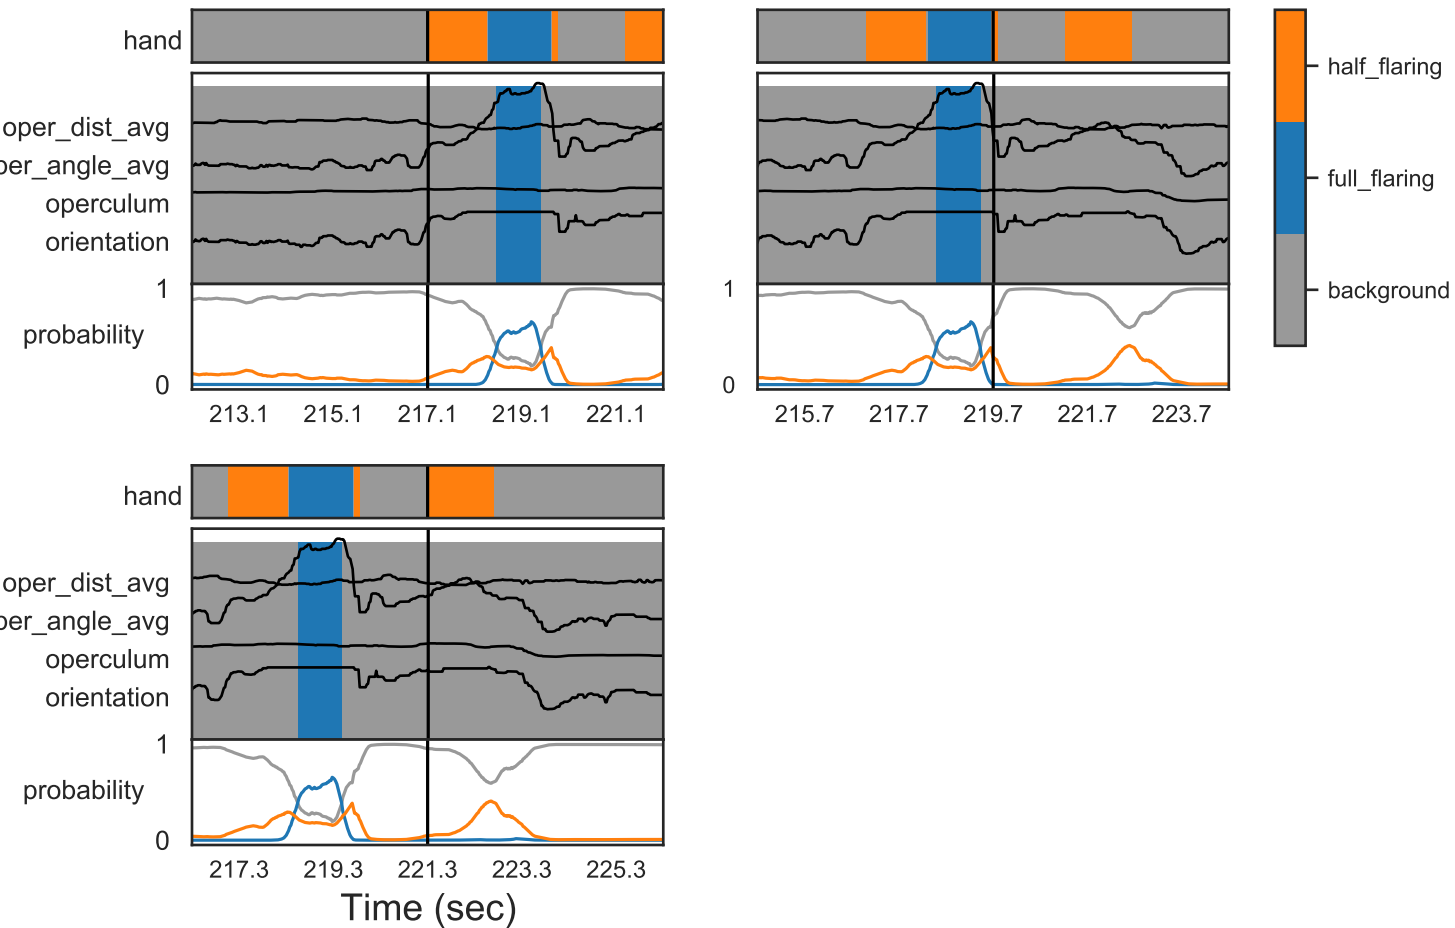 hand
oper_dist_avg
per_angle_avg
operculum
orientation
1
probability
0
213.1 215.1 217.1 219.1 221.1
1
0
215.7 217.7 219.7 221.7 223.7
half_flaring
full_flaring
background
hand
oper_dist_avg
per_angle_avg
operculum
orientation
1
probability
0
217.3 219.3 221.3 223.3 225.3
Time (sec)